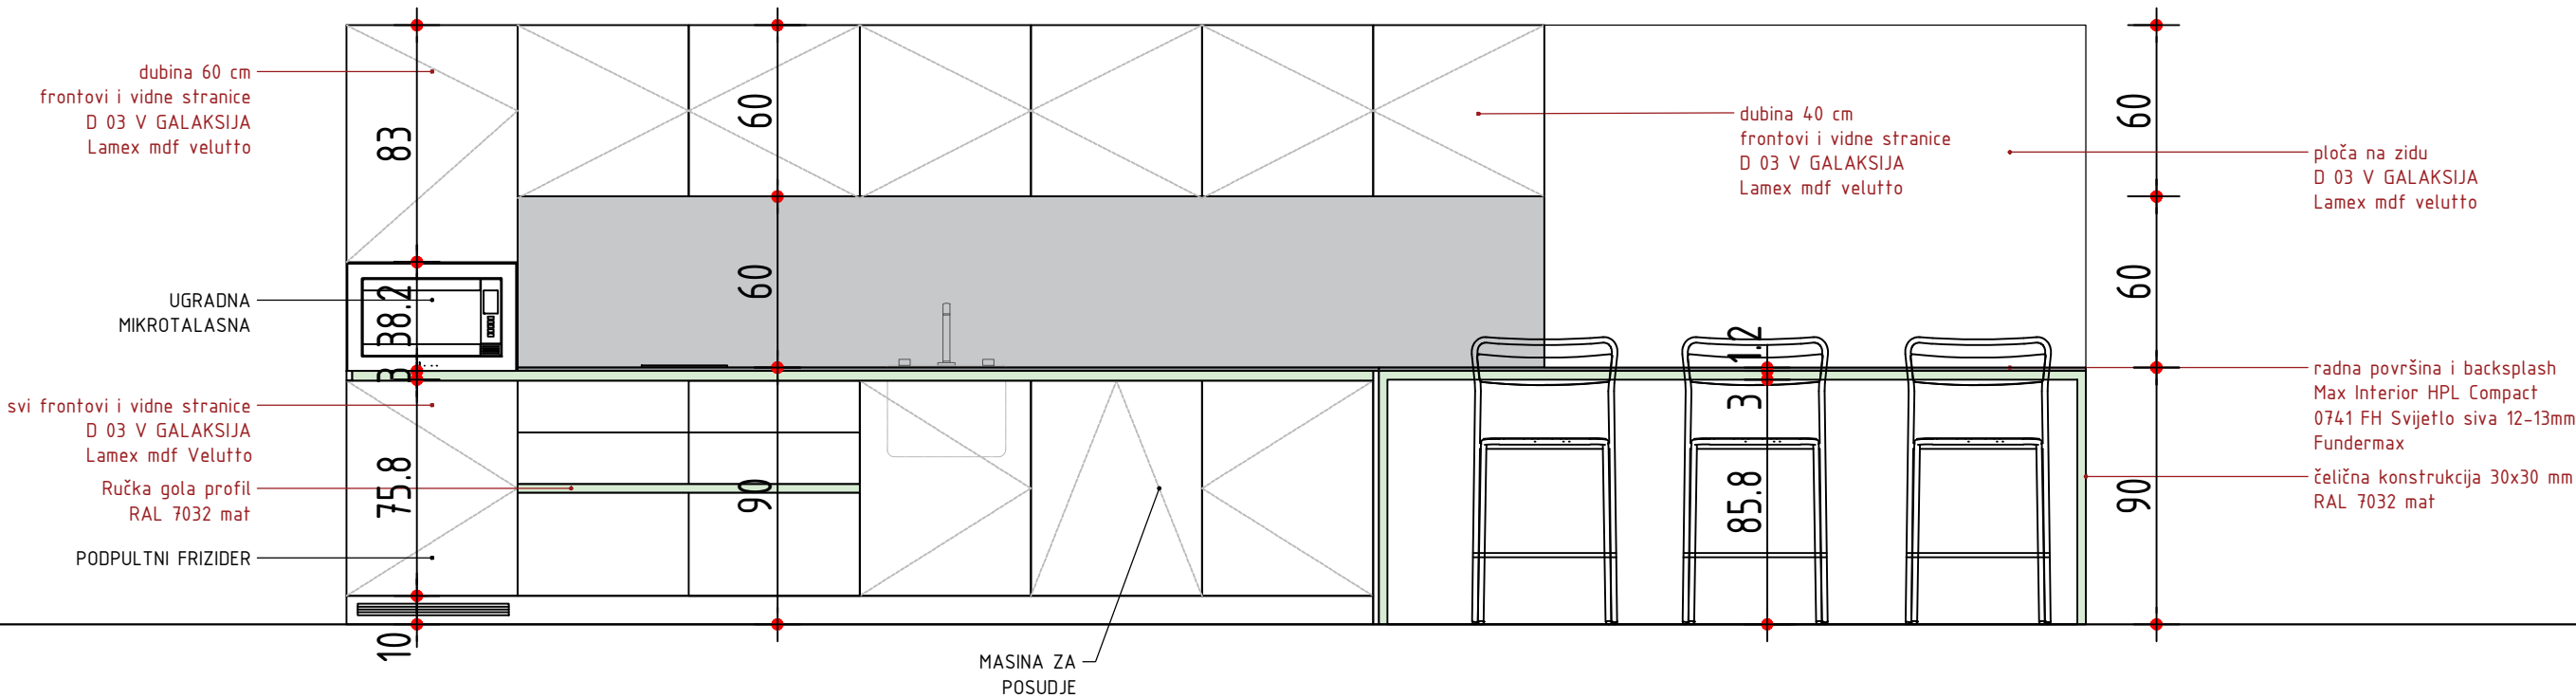 dubina 60 cm
frontovi i vidne stranice
D 03 V GALAKSIJA
Lamex mdf velutto
UGRADNA
MIKROTALASNA
svi frontovi i vidne stranice
D 03 V GALAKSIJA
Lamex mdf Velutto
Ručka gola profil
RAL 7032 mat
PODPULTNI FRIZIDER
83
38.2
3
75.8
10
60
60
90
MASINA ZA
POSUDJE
dubina 40 cm
frontovi i vidne stranice
D 03 V GALAKSIJA
Lamex mdf velutto
1.2
3
85.8
60
60
90
ploča na zidu
D 03 V GALAKSIJA
Lamex mdf velutto
radna površina i backsplash
Max Interior HPL Compact
0741 FH Svijetlo siva 12-13mm
Fundermax
čelična konstrukcija 30x30 mm
RAL 7032 mat